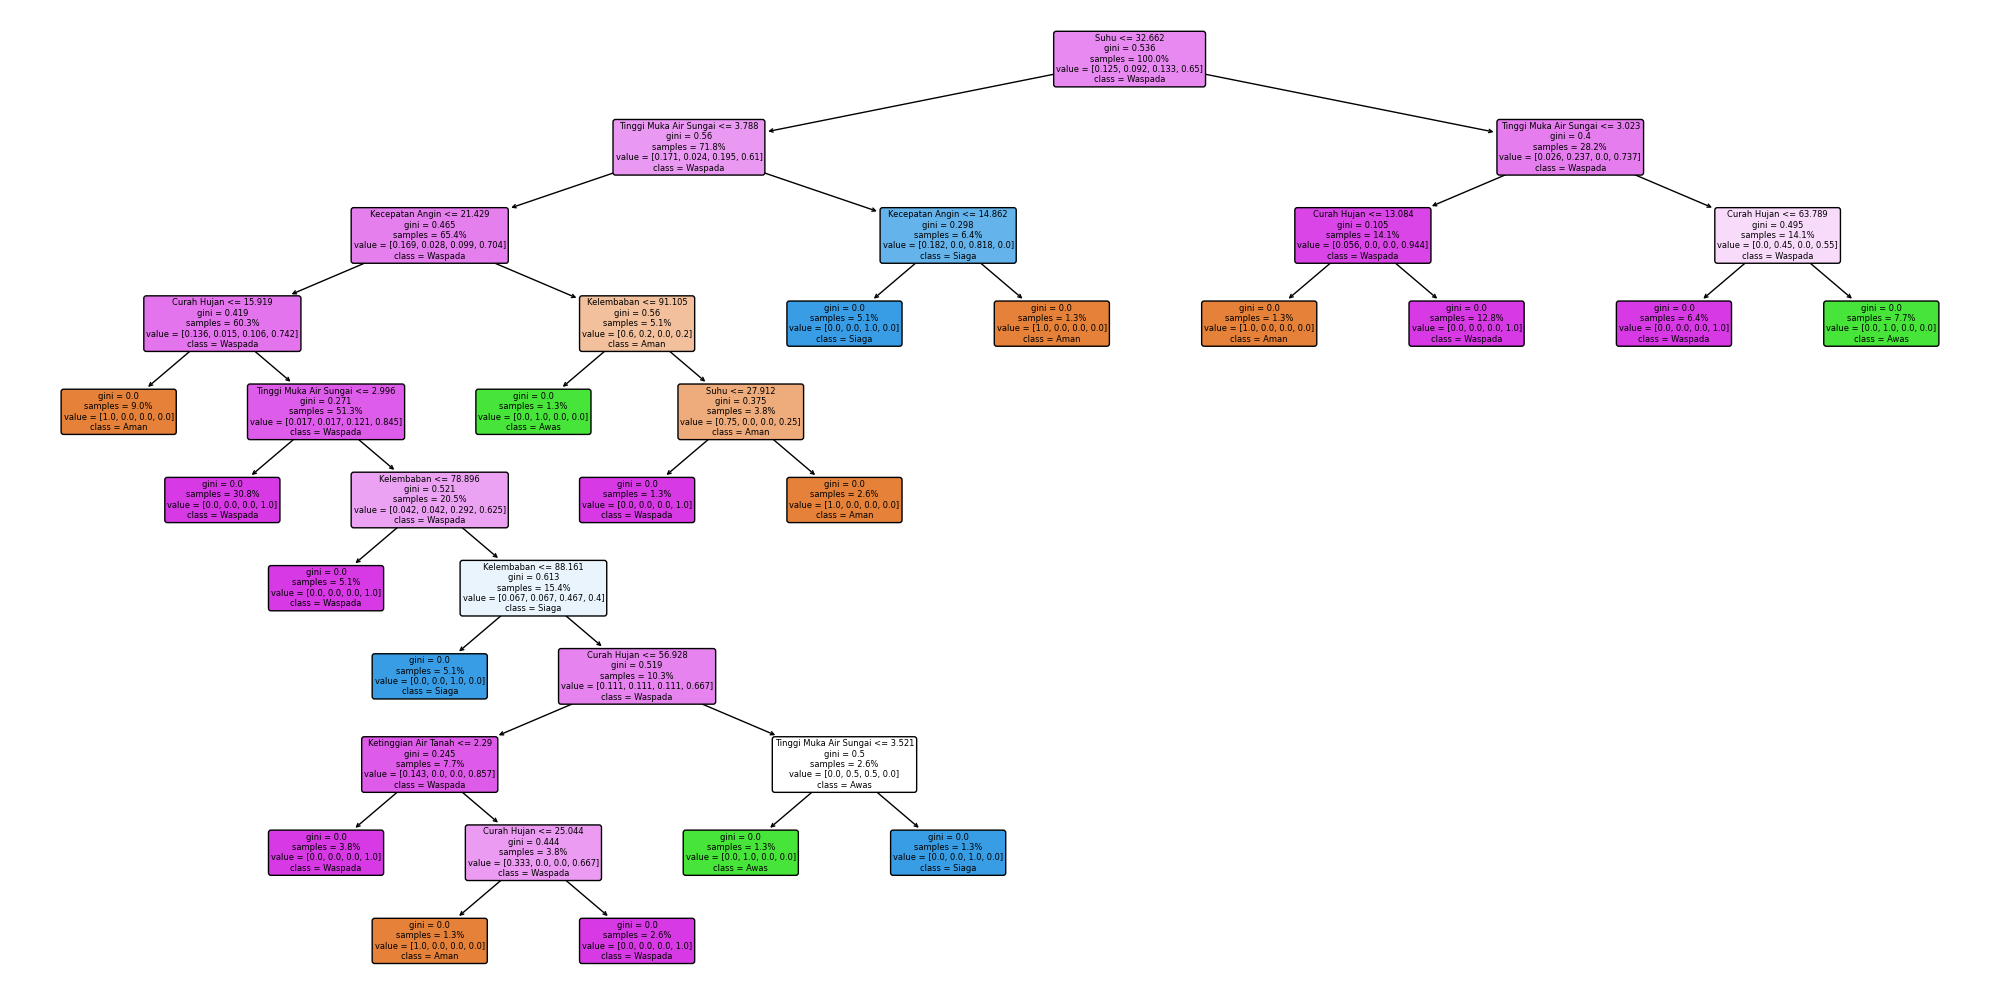 Suhu <= 32.662
gini = 0.536
samples = 100.0%
value = [0.125, 0.092, 0.133, 0.65]
class = Waspada
Tinggi Muka Air Sungai <= 3.788
gini = 0.56
samples = 71.8%
value = [0.171, 0.024, 0.195, 0.61]
class = Waspada
Tinggi Muka Air Sungai <= 3.023
gini = 0.4
samples = 28.2%
value = [0.026, 0.237, 0.0, 0.737]
class = Waspada
Kecepatan Angin <= 21.429
gini = 0.465
samples = 65.4%
value = [0.169, 0.028, 0.099, 0.704]
class = Waspada
Kecepatan Angin <= 14.862
gini = 0.298
samples = 6.4%
value = [0.182, 0.0, 0.818, 0.0]
class = Siaga
Curah Hujan <= 13.084
gini = 0.105
samples = 14.1%
value = [0.056, 0.0, 0.0, 0.944]
class = Waspada
Curah Hujan <= 63.789
gini = 0.495
samples = 14.1%
value = [0.0, 0.45, 0.0, 0.55]
class = Waspada
Curah Hujan <= 15.919
gini = 0.419
samples = 60.3%
value = [0.136, 0.015, 0.106, 0.742]
class = Waspada
Kelembaban <= 91.105
gini = 0.56
samples = 5.1%
value = [0.6, 0.2, 0.0, 0.2]
class = Aman
gini = 0.0
samples = 5.1%
value = [0.0, 0.0, 1.0, 0.0]
class = Siaga
gini = 0.0
samples = 1.3%
value = [1.0, 0.0, 0.0, 0.0]
class = Aman
gini = 0.0
samples = 1.3%
value = [1.0, 0.0, 0.0, 0.0]
class = Aman
gini = 0.0
samples = 12.8%
value = [0.0, 0.0, 0.0, 1.0]
class = Waspada
gini = 0.0
samples = 6.4%
value = [0.0, 0.0, 0.0, 1.0]
class = Waspada
gini = 0.0
samples = 7.7%
value = [0.0, 1.0, 0.0, 0.0]
class = Awas
gini = 0.0
samples = 9.0%
value = [1.0, 0.0, 0.0, 0.0]
class = Aman
Tinggi Muka Air Sungai <= 2.996
gini = 0.271
samples = 51.3%
value = [0.017, 0.017, 0.121, 0.845]
class = Waspada
gini = 0.0
samples = 1.3%
value = [0.0, 1.0, 0.0, 0.0]
class = Awas
Suhu <= 27.912
gini = 0.375
samples = 3.8%
value = [0.75, 0.0, 0.0, 0.25]
class = Aman
gini = 0.0
samples = 30.8%
value = [0.0, 0.0, 0.0, 1.0]
class = Waspada
Kelembaban <= 78.896
gini = 0.521
samples = 20.5%
value = [0.042, 0.042, 0.292, 0.625]
class = Waspada
gini = 0.0
samples = 1.3%
value = [0.0, 0.0, 0.0, 1.0]
class = Waspada
gini = 0.0
samples = 2.6%
value = [1.0, 0.0, 0.0, 0.0]
class = Aman
gini = 0.0
samples = 5.1%
value = [0.0, 0.0, 0.0, 1.0]
class = Waspada
Kelembaban <= 88.161
gini = 0.613
samples = 15.4%
value = [0.067, 0.067, 0.467, 0.4]
class = Siaga
gini = 0.0
samples = 5.1%
value = [0.0, 0.0, 1.0, 0.0]
class = Siaga
Curah Hujan <= 56.928
gini = 0.519
samples = 10.3%
value = [0.111, 0.111, 0.111, 0.667]
class = Waspada
Ketinggian Air Tanah <= 2.29
gini = 0.245
samples = 7.7%
value = [0.143, 0.0, 0.0, 0.857]
class = Waspada
Tinggi Muka Air Sungai <= 3.521
gini = 0.5
samples = 2.6%
value = [0.0, 0.5, 0.5, 0.0]
class = Awas
gini = 0.0
samples = 3.8%
value = [0.0, 0.0, 0.0, 1.0]
class = Waspada
Curah Hujan <= 25.044
gini = 0.444
samples = 3.8%
value = [0.333, 0.0, 0.0, 0.667]
class = Waspada
gini = 0.0
samples = 1.3%
value = [0.0, 1.0, 0.0, 0.0]
class = Awas
gini = 0.0
samples = 1.3%
value = [0.0, 0.0, 1.0, 0.0]
class = Siaga
gini = 0.0
samples = 1.3%
value = [1.0, 0.0, 0.0, 0.0]
class = Aman
gini = 0.0
samples = 2.6%
value = [0.0, 0.0, 0.0, 1.0]
class = Waspada